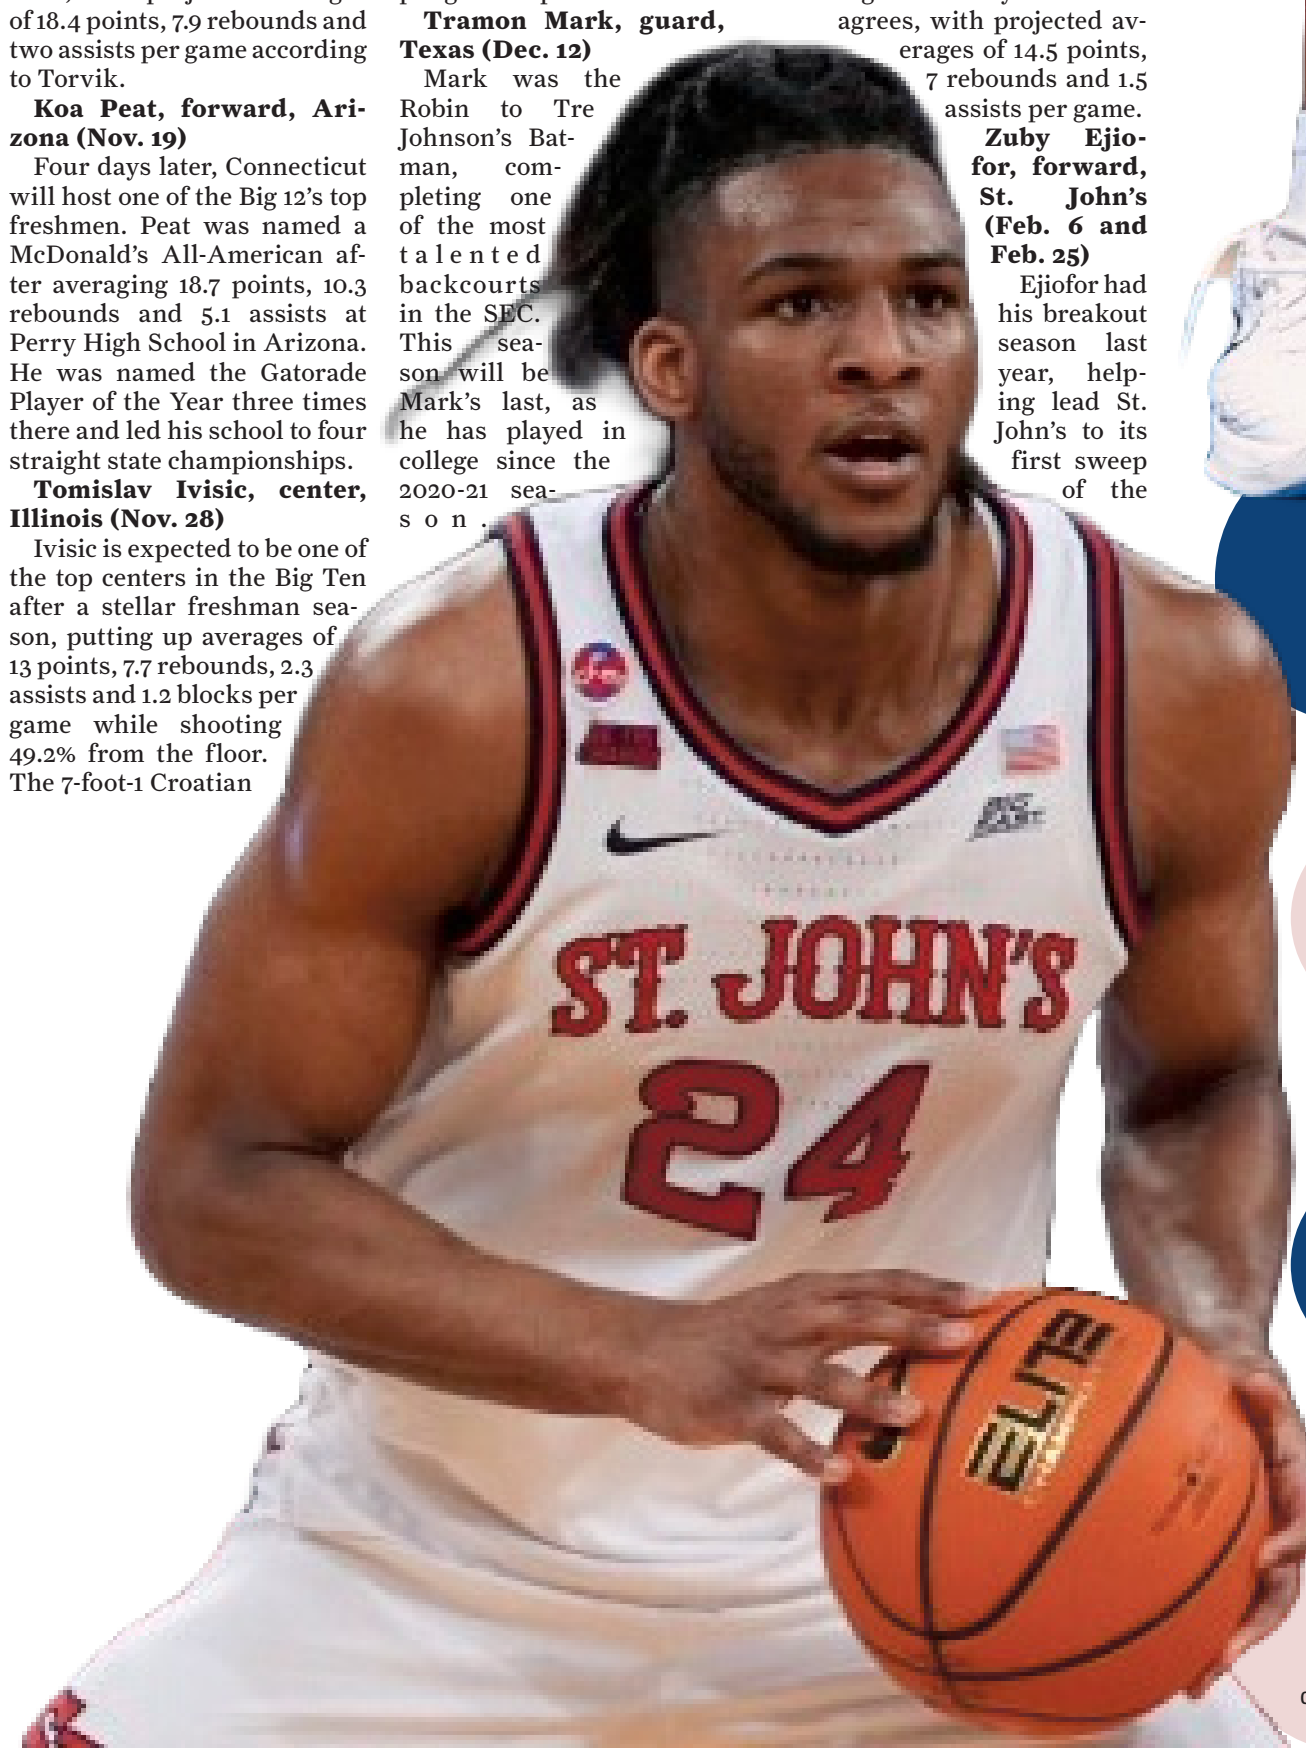 of 18.4 points, 7.9 rebounds and
two assists per game according
to Torvik.
Koa Peat, forward, Ari-
zona (Nov. 19)
Four days later, Connecticut
will host one of the Big 12's top
freshmen. Peat was named a
McDonald's All-American af-
ter averaging 18.7 points, 10.3
rebounds and 5.1 assists at
Perry High School in Arizona.
He was named the Gatorade
Player of the Year three times
there and led his school to four
straight state championships.
Tomislav Ivisic, center,
Illinois (Nov. 28)
Ivisic is expected to be one of
the top centers in the Big Ten
after a stellar freshman sea-
son, putting up averages of
13 points, 7.7 rebounds, 2.3
assists and 1.2 blocks per
game while shooting
49.2% from the floor.
The 7-foot-1 Croatian
Tramon Mark, guard,
Texas (Dec. 12)
Mark was the
Robin to Tre
Johnson's Bat-
man, com-
pleting one
of the most
talented
backcourts
in the SEC.
This sea-
son will be
Mark's last, as
he has played in
college since the
2020-21 sea-
son.
agrees, with projected av-
erages of 14.5 points,
7 rebounds and 1.5
assists per game.
Zuby Ejio-
for, forward,
St. John's
(Feb. 6 and
Feb. 25)
Ejiofor had
his breakout
season last
year, help-
ing lead St.
John's to its
first sweep
of the
BIG
EAST
ST. JOHN'S
24
ELITE